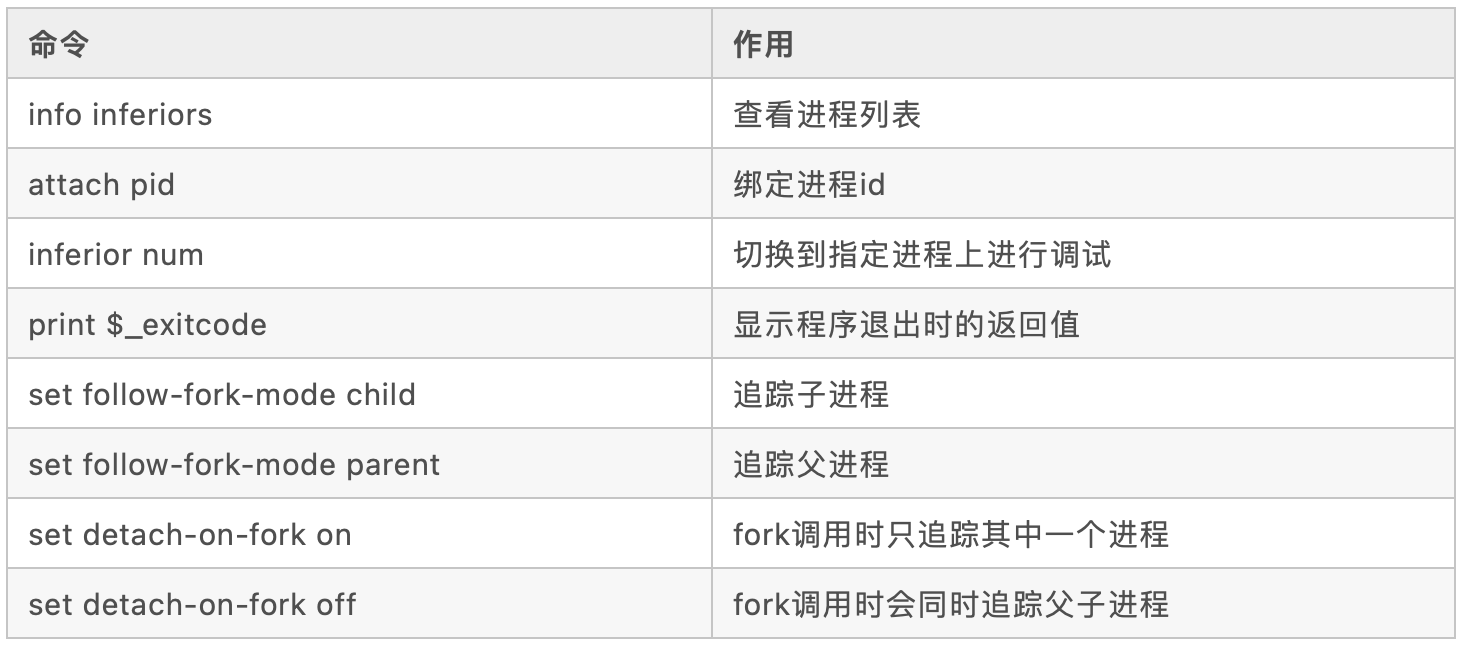 命令 作用
info inferiors 查看进程列表
attach pid 绑定进程id
inferior num 切换到指定进程上进行调试
print $_exitcode 显示程序退出时的返回值
set follow-fork-mode child 追踪子进程
set follow-fork-mode parent 追踪父进程
set detach-on-fork on fork调用时只追踪其中一个进程
set detach-on-fork off fork调用时会同时追踪父子进程